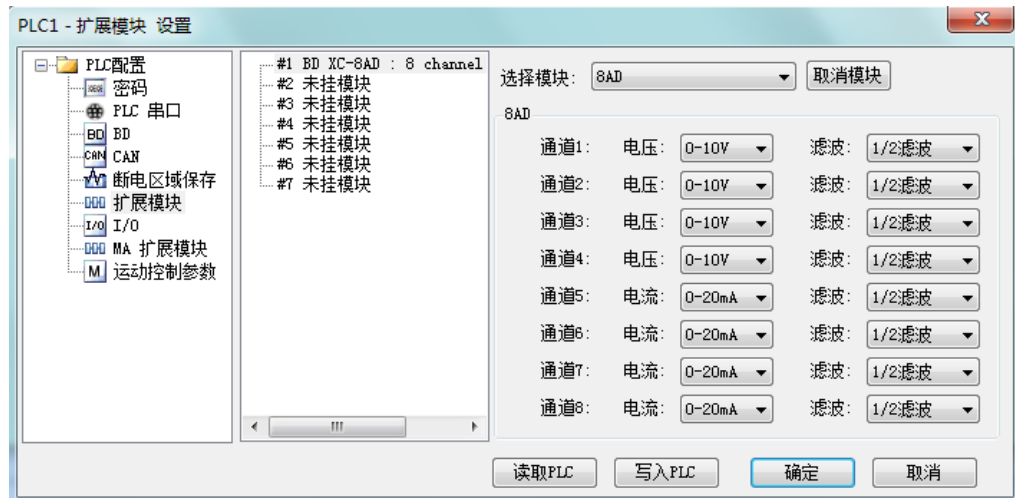 PLC1 - 扩展模块 设置
PLC配置
密码
PLC 串口
BD BD
CAN CAN
断电区域保存
扩展模块
I/O I/O
MA 扩展模块
M 运动控制参数
#1 BD XC-8AD : 8 channel
#2 未挂模块
#3 未挂模块
#4 未挂模块
#5 未挂模块
#6 未挂模块
#7 未挂模块
选择模块: 8AD 取消模块
8AD
通道1: 电压: 0-10V 滤波: 1/2滤波
通道2: 电压: 0-10V 滤波: 1/2滤波
通道3: 电压: 0-10V 滤波: 1/2滤波
通道4: 电压: 0-10V 滤波: 1/2滤波
通道5: 电流: 0-20mA 滤波: 1/2滤波
通道6: 电流: 0-20mA 滤波: 1/2滤波
通道7: 电流: 0-20mA 滤波: 1/2滤波
通道8: 电流: 0-20mA 滤波: 1/2滤波
读取PLC 写入PLC 确定 取消